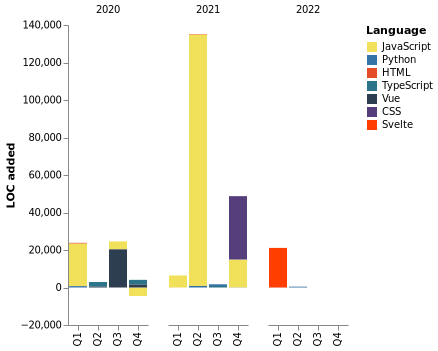 2020 2021 2022
Language
JavaScript
Python
HTML
TypeScript
Vue
CSS
Svelte
LOC added
140,000
120,000
100,000
80,000
60,000
40,000
20,000
0
−20,000
Q1 Q2 Q3 Q4 Q1 Q2 Q3 Q4 Q1 Q2 Q3 Q4